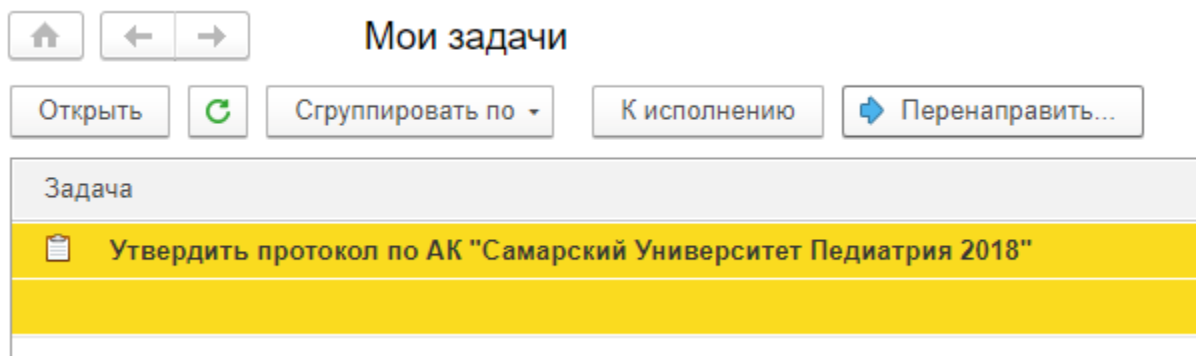 Мои задачи
Открыть Сгруппировать по К исполнению Перенаправить...
Задача
Утвердить протокол по АК "Самарский Университет Педиатрия 2018"